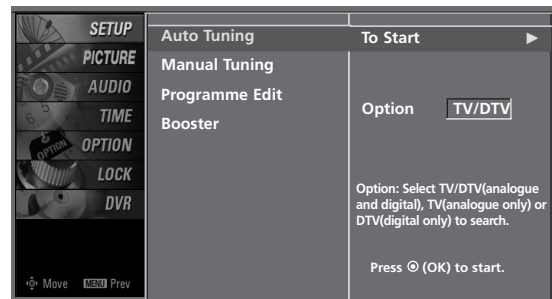 SETUP
PICTURE
AUDIO
TIME
OPTION
LOCK
DVR
Move MENU Prev
Auto Tuning
Manual Tuning
Programme Edit
Booster
To Start ▶
Option TV/DTV
Option: Select TV/DTV(analogue
and digital), TV(analogue only) or
DTV(digital only) to search.
Press ⊙ (OK) to start.